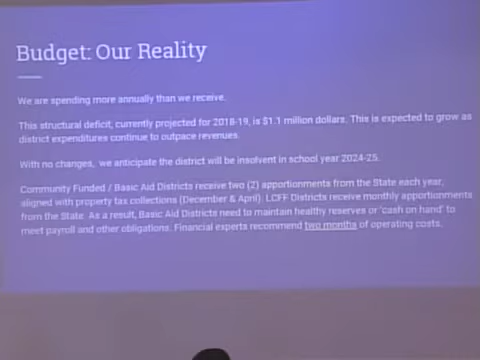 Budget: Our Reality
We are spending more annually than we receive.
This structural deficit, currently projected for 2018-19, is $1.1 million dollars. This is expected to grow as
district expenditures continue to outpace revenues.
With no changes, we anticipate the district will be insolvent in school year 2024-25.
Community Funded / Basic Aid Districts receive two (2) apportionments from the State each year,
aligned with property tax collections (December & April). LCFF Districts receive monthly apportionments
from the State. As a result, Basic Aid Districts need to maintain healthy reserves or "cash on hand" to
meet payroll and other obligations. Financial experts recommend two months of operating costs.